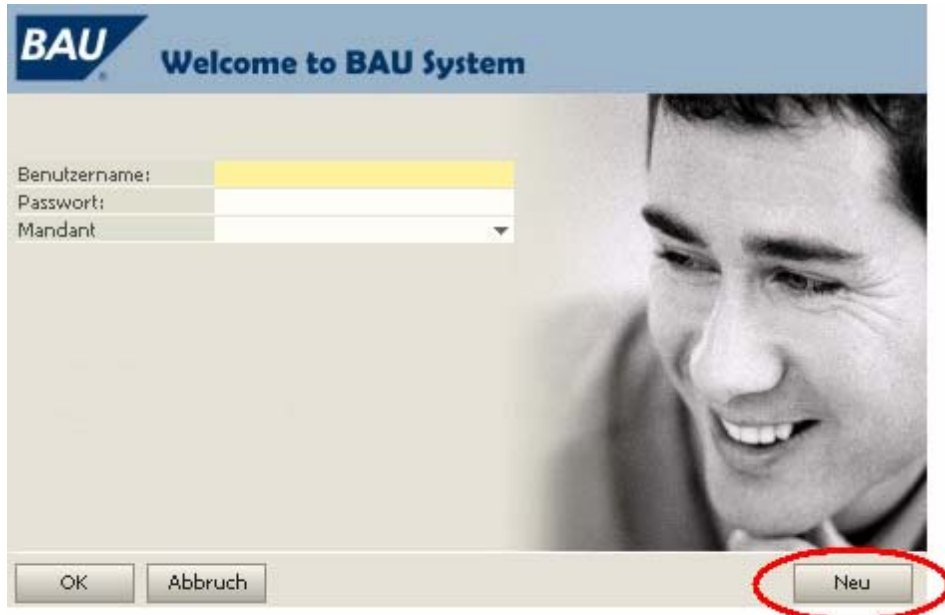 BAU
Welcome to BAU System
Benutzername:
Passwort:
Mandant
OK Abbruch Neu